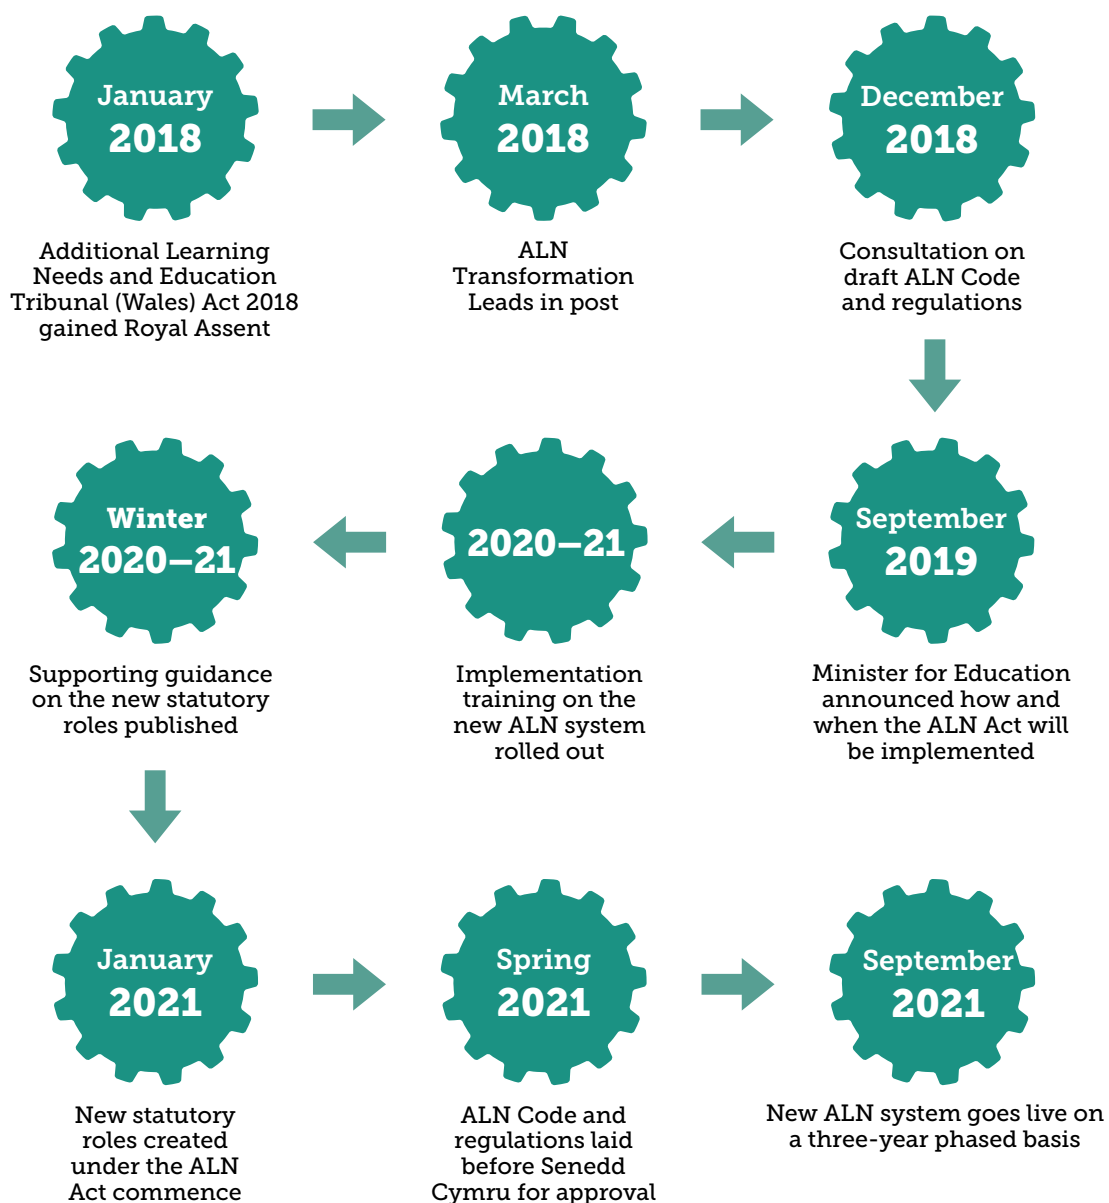 January
2018
Additional Learning
Needs and Education
Tribunal (Wales) Act 2018
gained Royal Assent
March
2018
ALN
Transformation
Leads in post
December
2018
Consultation on
draft ALN Code
and regulations
September
2019
Minister for Education
announced how and
when the ALN Act will
be implemented
2020–21
Implementation
training on the
new ALN system
rolled out
Winter
2020–21
Supporting guidance
on the new statutory
roles published
January
2021
New statutory
roles created
under the ALN
Act commence
Spring
2021
ALN Code and
regulations laid
before Senedd
Cymru for approval
September
2021
New ALN system goes live on
a three-year phased basis